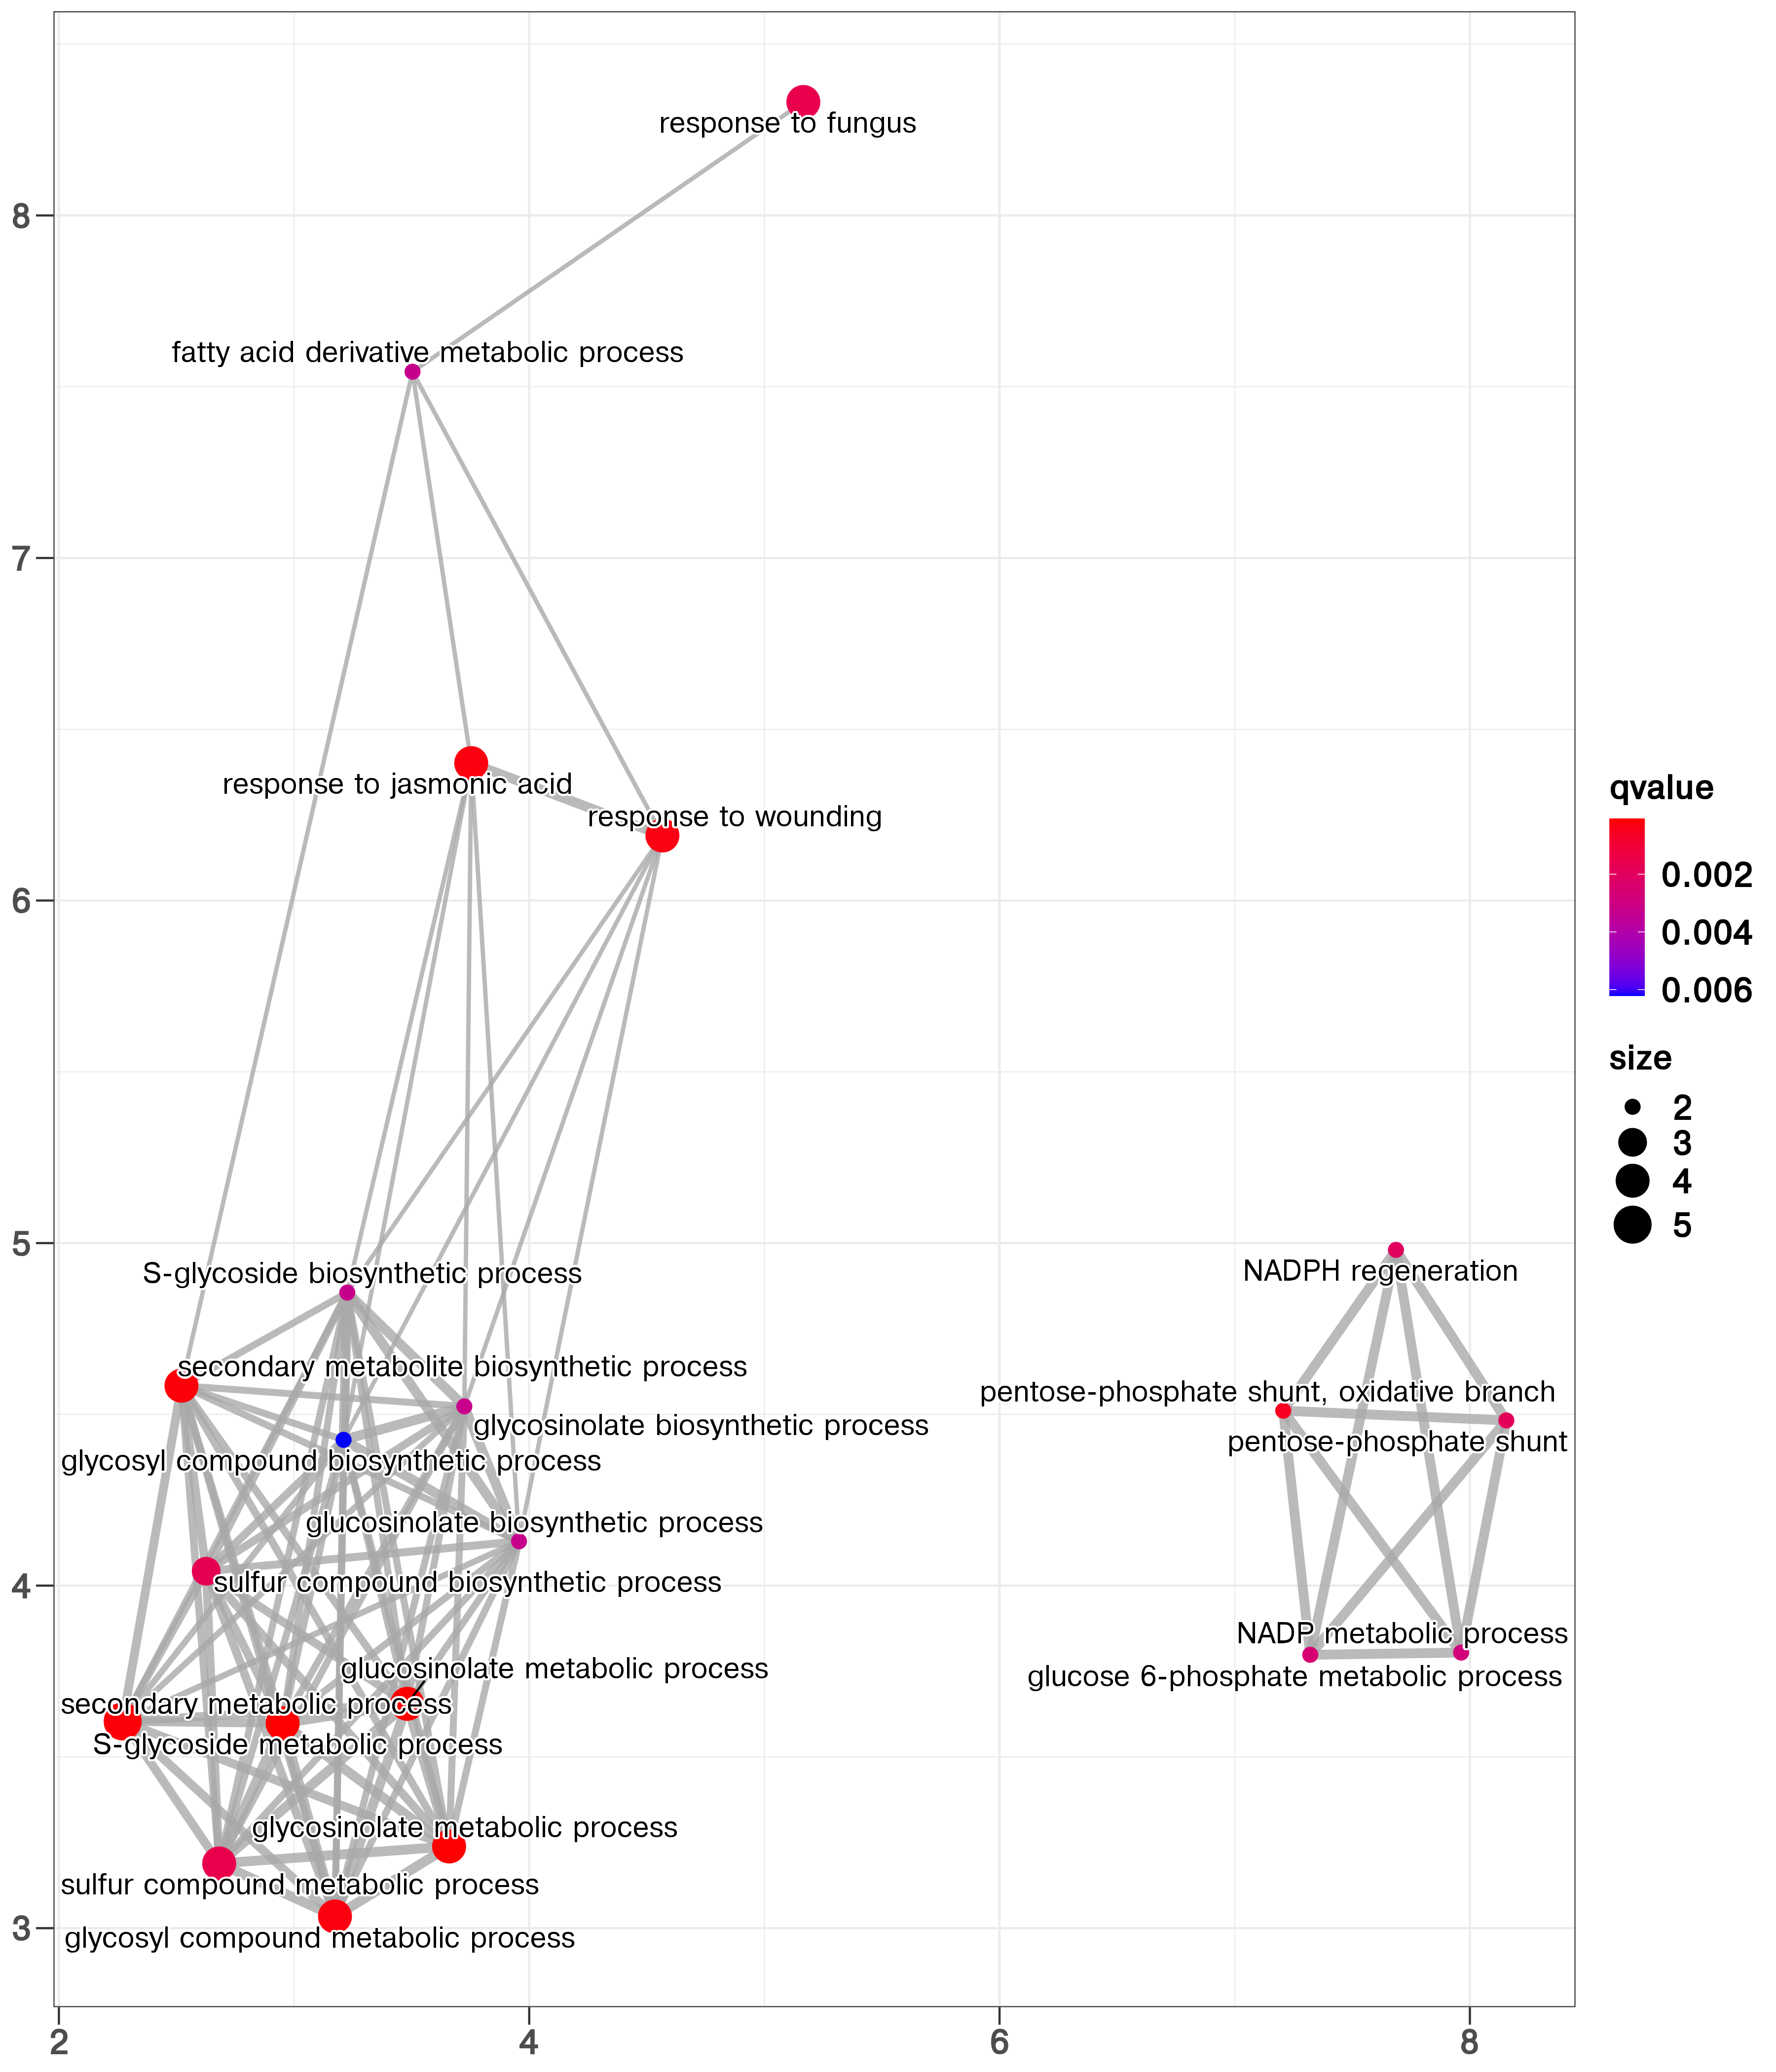 response to fungus
8
fatty acid derivative metabolic process
7
response to jasmonic acid
response to wounding
6
5
S-glycoside biosynthetic process
NADPH regeneration
secondary metabolite biosynthetic process
pentose-phosphate shunt, oxidative branch
glycosinolate biosynthetic process
pentose-phosphate shunt
glycosyl compound biosynthetic process
glucosinolate biosynthetic process
4
sulfur compound biosynthetic process
NADP metabolic process
glucosinolate metabolic process
glucose 6-phosphate metabolic process
secondary metabolic process
S-glycoside metabolic process
glycosinolate metabolic process
sulfur compound metabolic process
3
glycosyl compound metabolic process
2 4 6 8
qvalue
0.002
0.004
0.006
size
2
3
4
5